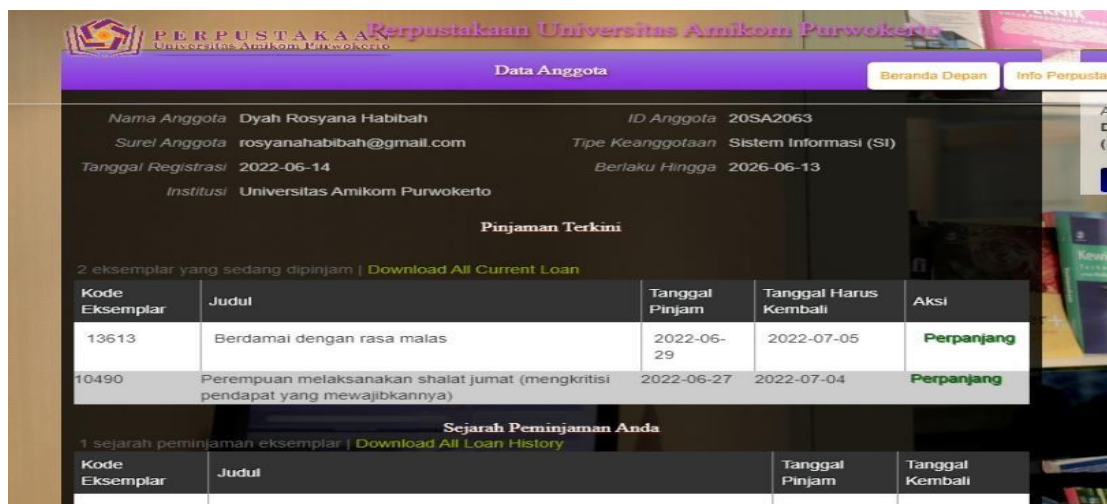 TEKNIK
PERPUSTAKAAN
Perpustakaan Universitas Amikom Purwokerto
Universitas Amikom Purwokerto
Data Anggota
Beranda Depan
Info Perpusta
Nama Anggota Dyah Rosyana Habibah ID Anggota 20SA2063
Surel Anggota rosyanahabibah@gmail.com Tipe Keanggotaan Sistem Informasi (SI)
Tanggal Registrasi 2022-06-14 Berlaku Hingga 2026-06-13
Institusi Universitas Amikom Purwokerto
Pinjaman Terkini
2 eksemplar yang sedang dipinjam | Download All Current Loan
Kode Eksemplar Judul Tanggal Pinjam Tanggal Harus Kembali Aksi
13613 Berdamai dengan rasa malas 2022-06-29 2022-07-05 Perpanjang
10490 Perempuan melaksanakan shalat jumat (mengkritisi pendapat yang mewajibkannya) 2022-06-27 2022-07-04 Perpanjang
Sejarah Peminjaman Anda
1 sejarah peminjaman eksemplar | Download All Loan History
Kode Eksemplar Judul Tanggal Pinjam Tanggal Kembali